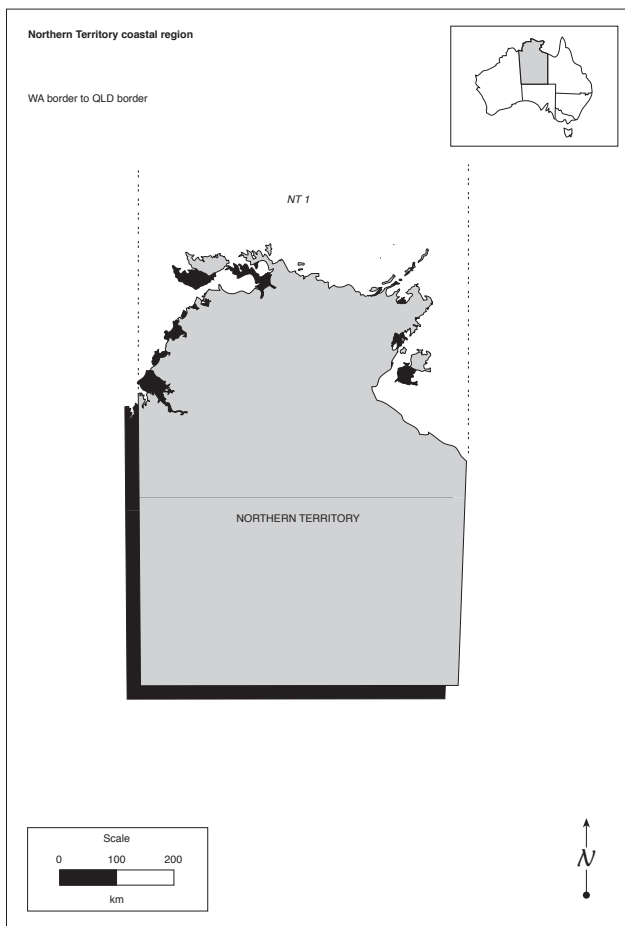 Northern Territory coastal region
WA border to QLD border
NT 1
NORTHERN TERRITORY
Scale
0 100 200
km
N